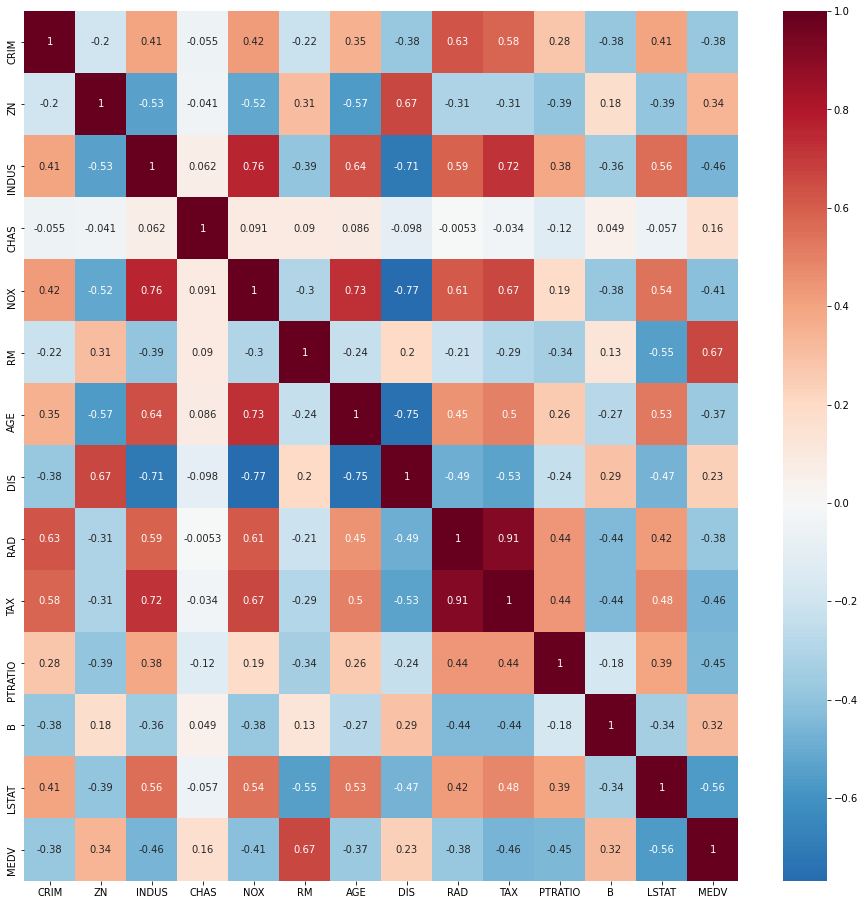 CRIM 1 -0.2 0.41 -0.055 0.42 -0.22 0.35 -0.38 0.63 0.58 0.28 -0.38 0.41 -0.38
ZN -0.2 1 -0.53 -0.041 -0.52 0.31 -0.57 0.67 -0.31 -0.31 -0.39 0.18 -0.39 0.34
INDUS 0.41 -0.53 1 0.062 0.76 -0.39 0.64 -0.71 0.59 0.72 0.38 -0.36 0.56 -0.46
CHAS -0.055 -0.041 0.062 1 0.091 0.09 0.086 -0.098 -0.0053 -0.034 -0.12 0.049 -0.057 0.16
NOX 0.42 -0.52 0.76 0.091 1 -0.3 0.73 -0.77 0.61 0.67 0.19 -0.38 0.54 -0.41
RM -0.22 0.31 -0.39 0.09 -0.3 1 -0.24 0.2 -0.21 -0.29 -0.34 0.13 -0.55 0.67
AGE 0.35 -0.57 0.64 0.086 0.73 -0.24 1 -0.75 0.45 0.5 0.26 -0.27 0.53 -0.37
DIS -0.38 0.67 -0.71 -0.098 -0.77 0.2 -0.75 1 -0.49 -0.53 -0.24 0.29 -0.47 0.23
RAD 0.63 -0.31 0.59 -0.0053 0.61 -0.21 0.45 -0.49 1 0.91 0.44 -0.44 0.42 -0.38
TAX 0.58 -0.31 0.72 -0.034 0.67 -0.29 0.5 -0.53 0.91 1 0.44 -0.44 0.48 -0.46
PTRATIO 0.28 -0.39 0.38 -0.12 0.19 -0.34 0.26 -0.24 0.44 0.44 1 -0.18 0.39 -0.45
B -0.38 0.18 -0.36 0.049 -0.38 0.13 -0.27 0.29 -0.44 -0.44 -0.18 1 -0.34 0.32
LSTAT 0.41 -0.39 0.56 -0.057 0.54 -0.55 0.53 -0.47 0.42 0.48 0.39 -0.34 1 -0.56
MEDV -0.38 0.34 -0.46 0.16 -0.41 0.67 -0.37 0.23 -0.38 -0.46 -0.45 0.32 -0.56 1
CRIM ZN INDUS CHAS NOX RM AGE DIS RAD TAX PTRATIO B LSTAT MEDV
1.0
0.8
0.6
0.4
0.2
0.0
−0.2
−0.4
−0.6